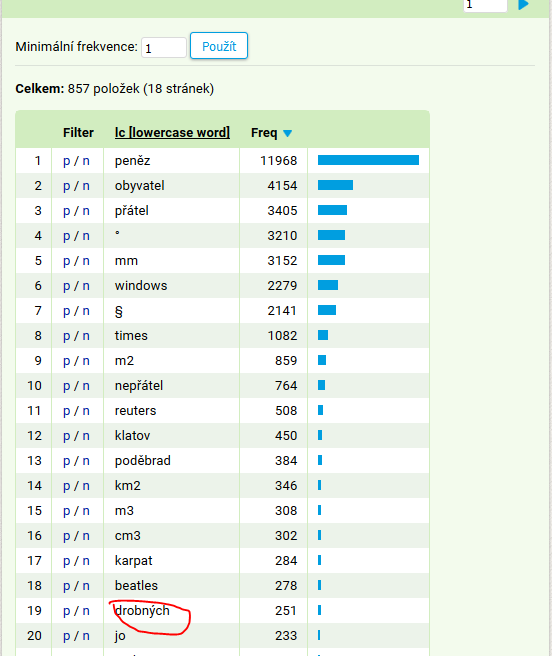 1
Minimální frekvence: 1 Použít
Celkem: 857 položek (18 stránek)
Filter lc [lowercase word] Freq
1 p / n peněz 11968
2 p / n obyvatel 4154
3 p / n přátel 3405
4 p / n ° 3210
5 p / n mm 3152
6 p / n windows 2279
7 p / n § 2141
8 p / n times 1082
9 p / n m2 859
10 p / n nepřátel 764
11 p / n reuters 508
12 p / n klatov 450
13 p / n poděbrad 384
14 p / n km2 346
15 p / n m3 308
16 p / n cm3 302
17 p / n karpat 284
18 p / n beatles 278
19 p / n drobných 251
20 p / n jo 233